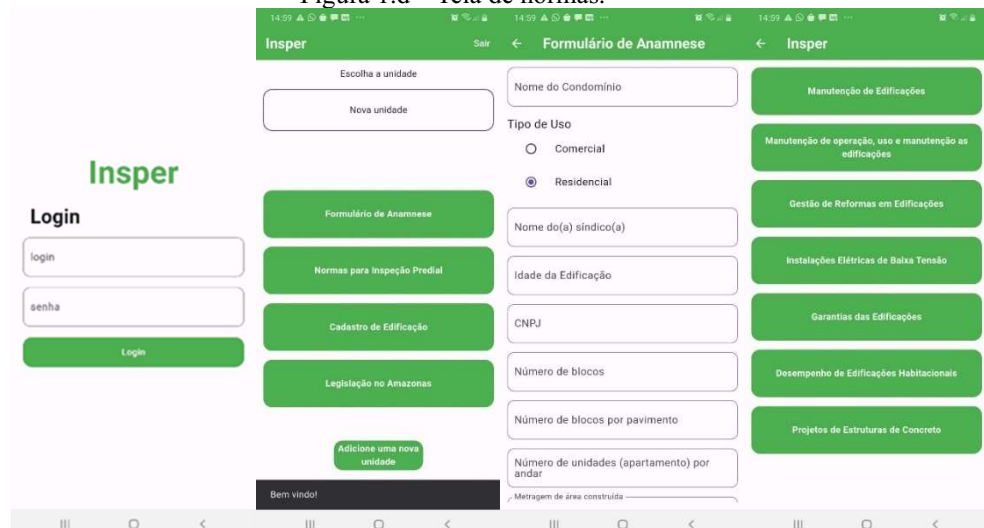 Figura 1.d – Tela de normas.
Insper
Login
login
senha
Login
14:59
Insper
Sair
Escolha a unidade
Nova unidade
Formulário de Anamnese
Normas para Inspeção Predial
Cadastro de Edificação
Legislação no Amazonas
Adicione uma nova
unidade
Bem vindo!
14:59
Formulário de Anamnese
Nome do Condomínio
Tipo de Uso
Comercial
Residencial
Nome do(a) síndico(a)
Idade da Edificação
CNPJ
Número de blocos
Número de blocos por pavimento
Número de unidades (apartamento) por
andar
Metragem de área construída
14:59
Insper
Manutenção de Edificações
Manutenção de operação, uso e manutenção as
edificações
Gestão de Reformas em Edificações
Instalações Elétricas de Baixa Tensão
Garantias das Edificações
Desempenho de Edificações Habitacionais
Projetos de Estruturas de Concreto